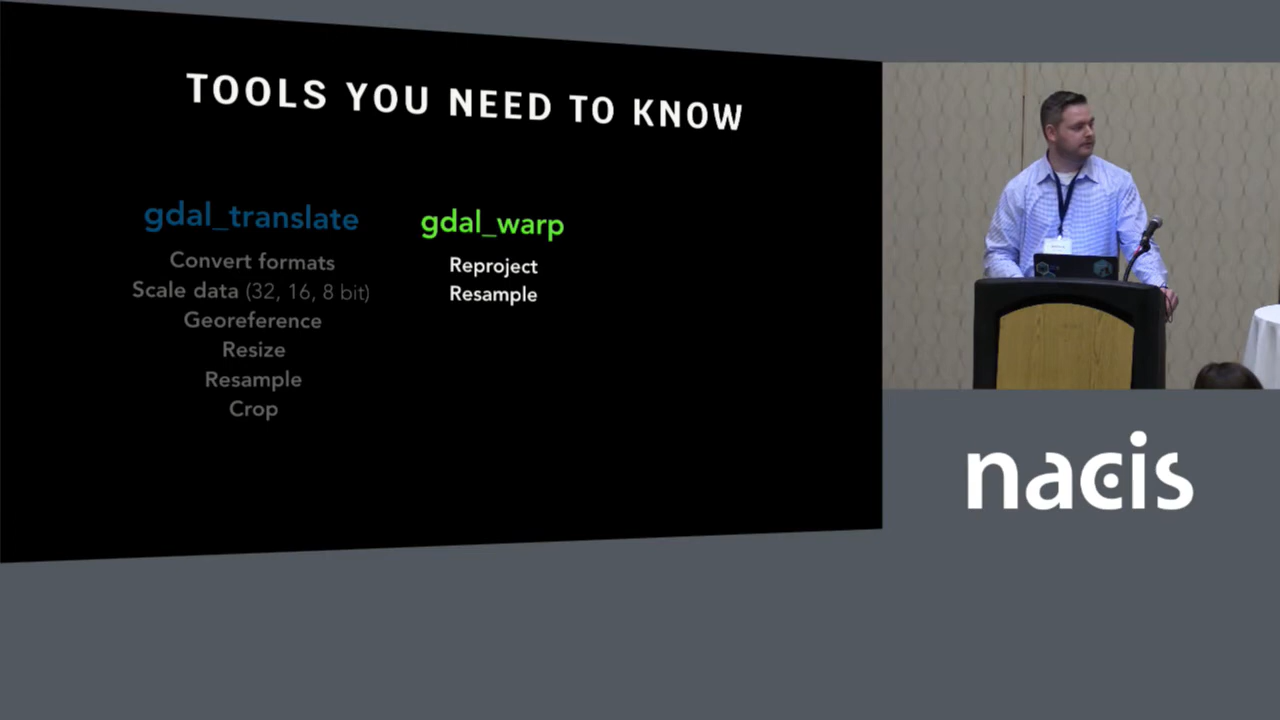 TOOLS YOU NEED TO KNOW
gdal_translate
Convert formats
Scale data (32, 16, 8 bit)
Georeference
Resize
Resample
Crop
gdal_warp
Reproject
Resample
nacis